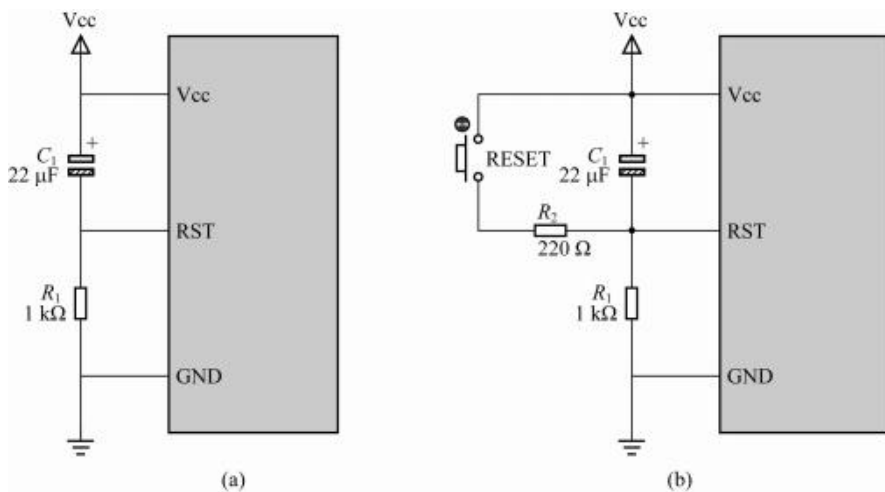 Vcc
Vcc
C1
+
22 μF
RST
R1
1 kΩ
GND
(a)
Vcc
Vcc
RESET
C1
+
22 μF
R2
220 Ω
RST
R1
1 kΩ
GND
(b)